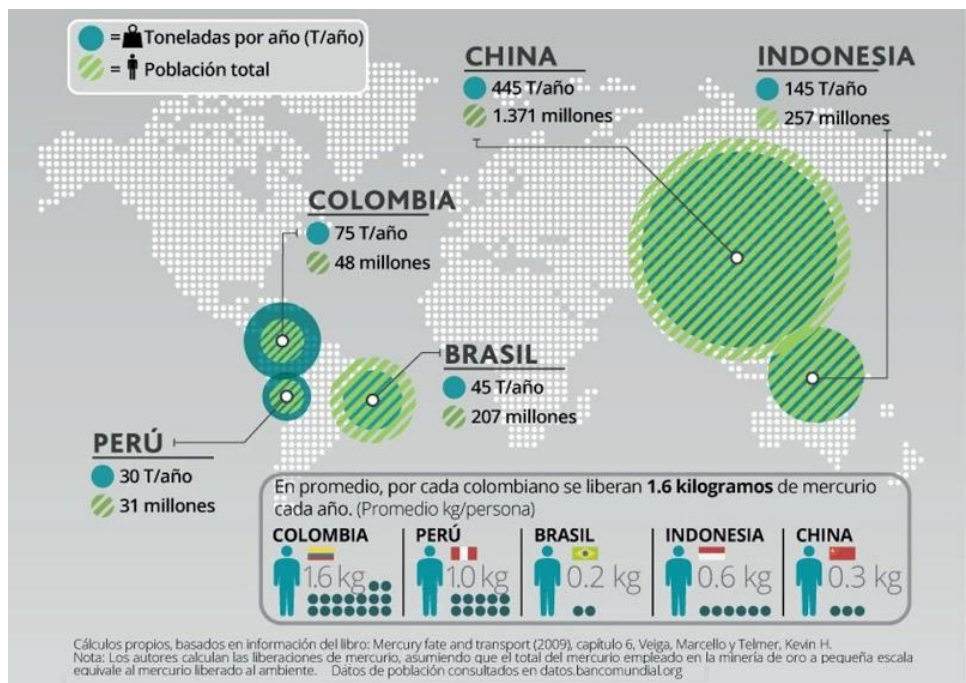 = Toneladas por año (T/año)
= Población total
CHINA
445 T/año
1.371 millones
INDONESIA
145 T/año
257 millones
COLOMBIA
75 T/año
48 millones
BRASIL
45 T/año
207 millones
PERÚ
30 T/año
31 millones
En promedio, por cada colombiano se liberan 1.6 kilogramos de mercurio
cada año. (Promedio kg/persona)
COLOMBIA
1.6 kg
PERÚ
1.0 kg
BRASIL
0.2 kg
INDONESIA
0.6 kg
CHINA
0.3 kg
Cálculos propios, basados en información del libro: Mercury fate and transport (2009), capítulo 6, Veiga, Marcello y Telmer, Kevin H.
Nota: Los autores calculan las liberaciones de mercurio, asumiendo que el total del mercurio empleado en la minería de oro a pequeña escala
equivale al mercurio liberado al ambiente. Datos de población consultados en datos.bancomundial.org